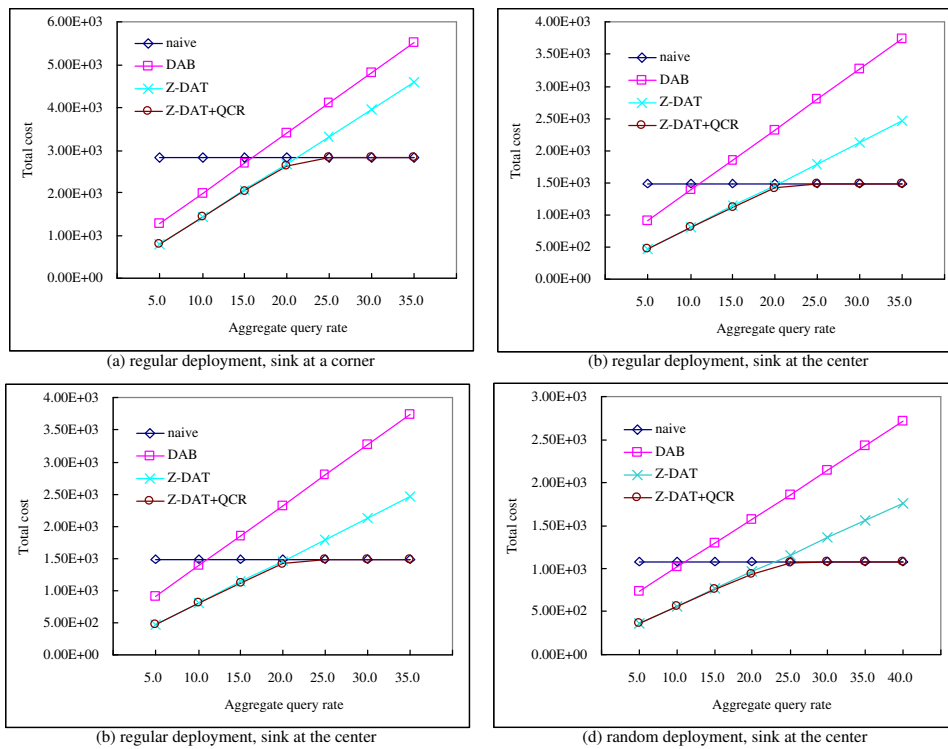 6.00E+03
5.00E+03
4.00E+03
3.00E+03
2.00E+03
1.00E+03
0.00E+00
Total cost
naive
DAB
Z-DAT
Z-DAT+QCR
5.0 10.0 15.0 20.0 25.0 30.0 35.0
Aggregate query rate
(a) regular deployment, sink at a corner
4.00E+03
3.50E+03
3.00E+03
2.50E+03
2.00E+03
1.50E+03
1.00E+03
5.00E+02
0.00E+00
Total cost
naive
DAB
Z-DAT
Z-DAT+QCR
5.0 10.0 15.0 20.0 25.0 30.0 35.0
Aggregate query rate
(b) regular deployment, sink at the center
4.00E+03
3.50E+03
3.00E+03
2.50E+03
2.00E+03
1.50E+03
1.00E+03
5.00E+02
0.00E+00
Total cost
naive
DAB
Z-DAT
Z-DAT+QCR
5.0 10.0 15.0 20.0 25.0 30.0 35.0
Aggregate query rate
(b) regular deployment, sink at the center
3.00E+03
2.50E+03
2.00E+03
1.50E+03
1.00E+03
5.00E+02
0.00E+00
Total cost
naive
DAB
Z-DAT
Z-DAT+QCR
5.0 10.0 15.0 20.0 25.0 30.0 35.0 40.0
Aggregate query rate
(d) random deployment, sink at the center